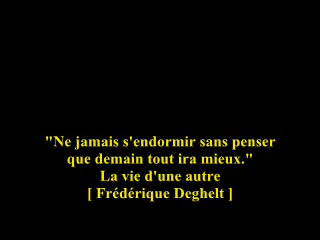 "Ne jamais s'endormir sans penser
que demain tout ira mieux."
La vie d'une autre
[ Frédérique Deghelt ]